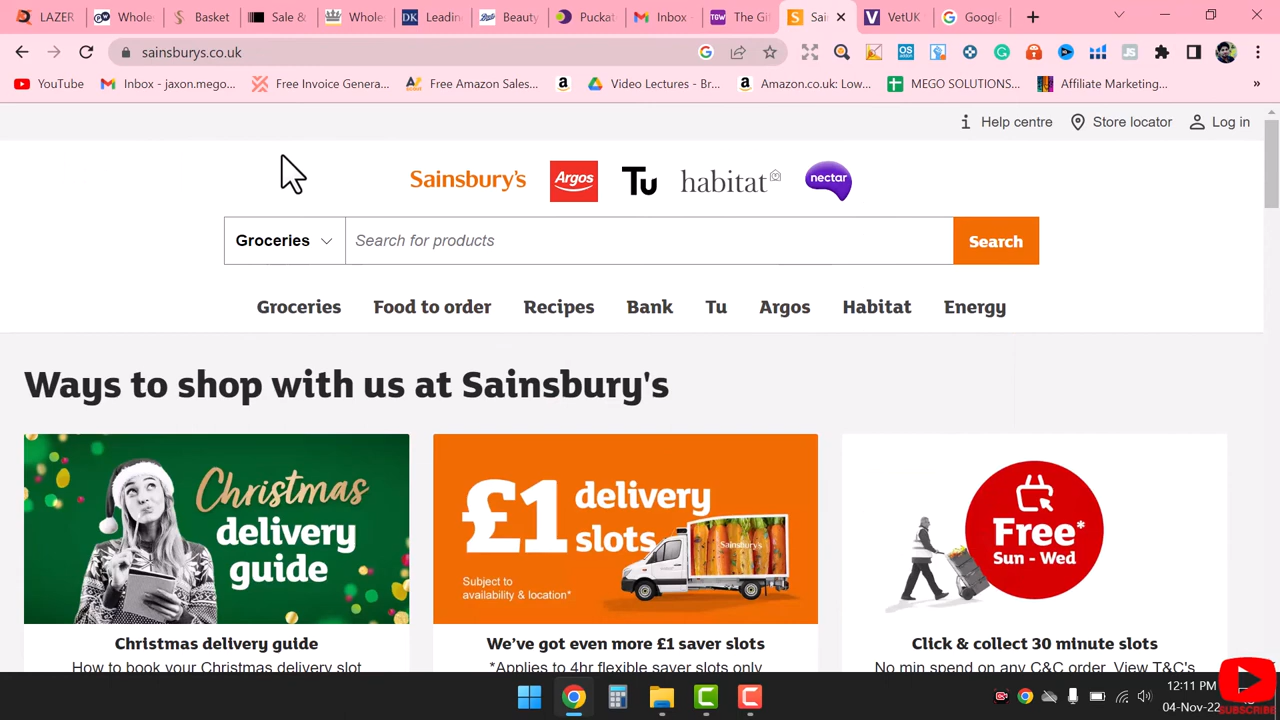 LAZER
Whole
Basket
Sale &
Whole
DK
Leadin
Boots
Beauty
Pucka
Inbox
TGW
The Gi
Sai
VetUK
Google
sainsburys.co.uk
YouTube
Inbox - jaxon.mego...
Free Invoice Genera...
Free Amazon Sales...
Video Lectures - Br...
Amazon.co.uk: Low...
MEGO SOLUTIONS...
Affiliate Marketing...
Help centre
Store locator
Log in
Sainsbury's
Argos
Tu
habitat
nectar
Groceries
Search for products
Search
Groceries
Food to order
Recipes
Bank
Tu
Argos
Habitat
Energy
Ways to shop with us at Sainsbury's
Christmas
delivery
guide
£1 delivery
slots
Subject to
availability & location*
Sainsbury's
Free*
Sun - Wed
Christmas delivery guide
We've got even more £1 saver slots
Click & collect 30 minute slots
How to book your Christmas delivery slot
*Applies to 4hr flexible saver slots only
No min spend on any C&C order. View T&C's
12:11 PM
04-Nov-22
SUBSCRIBE